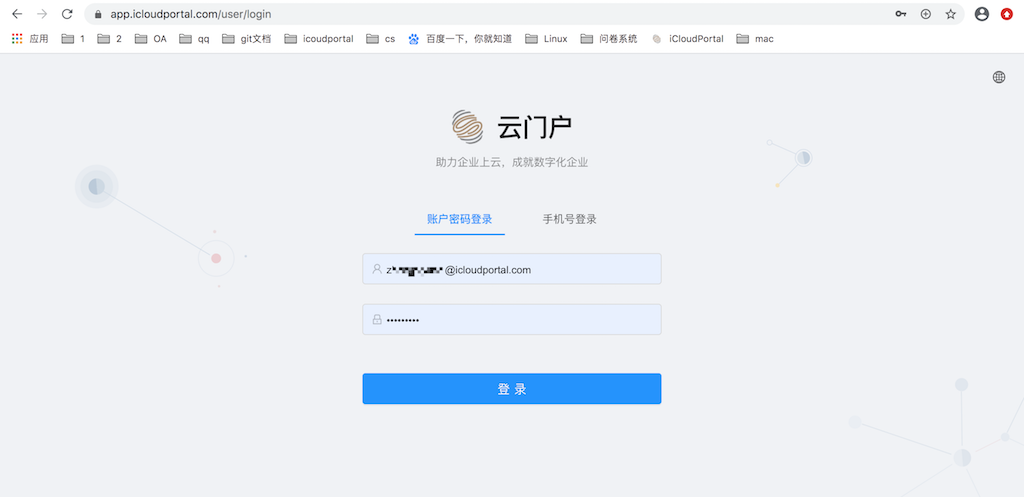 app.icloudportal.com/user/login
应用 1 2 OA qq git文档 icoudportal cs 百度一下，你就知道 Linux 问卷系统 iCloudPortal mac
云门户
助力企业上云，成就数字化企业
账户密码登录 手机号登录
@icloudportal.com
登 录